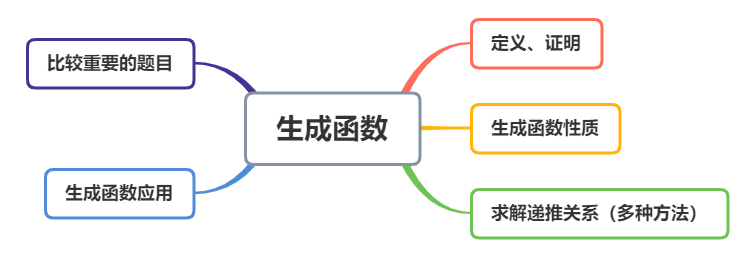 生成函数
定义、证明
生成函数性质
求解递推关系（多种方法）
比较重要的题目
生成函数应用